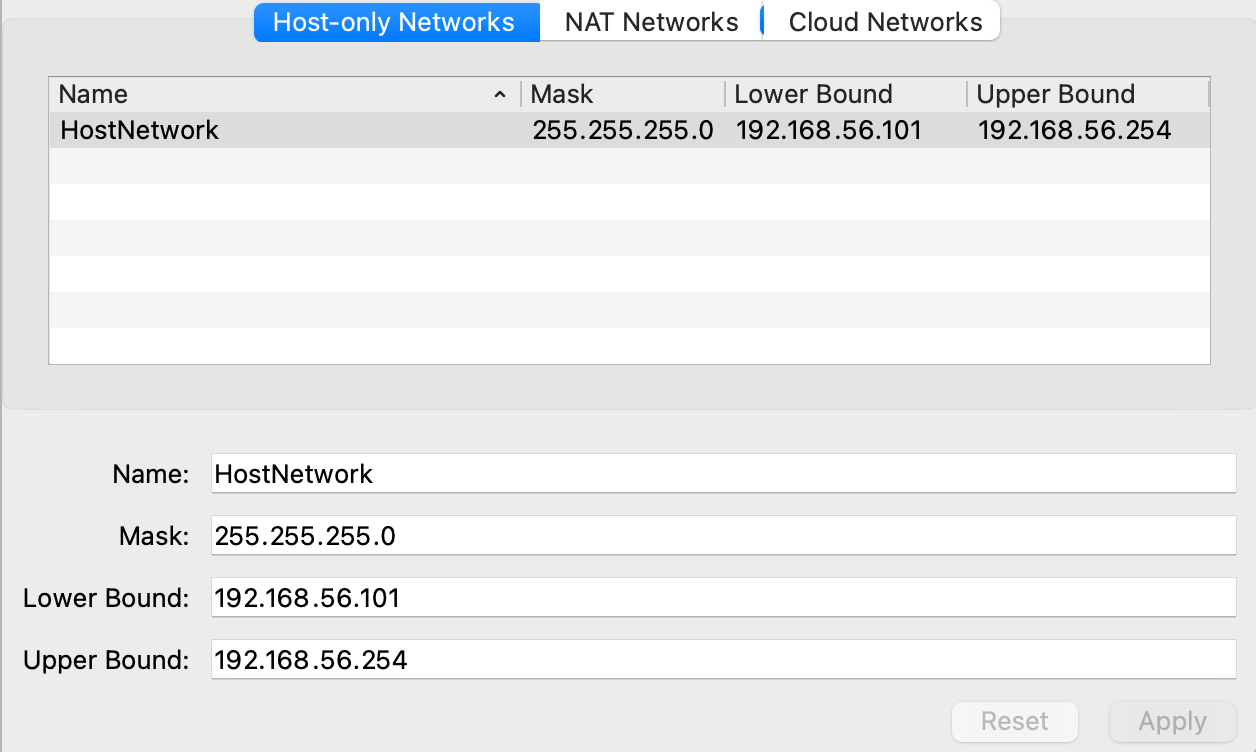 Host-only Networks NAT Networks Cloud Networks
Name Mask Lower Bound Upper Bound
HostNetwork 255.255.255.0 192.168.56.101 192.168.56.254
Name: HostNetwork
Mask: 255.255.255.0
Lower Bound: 192.168.56.101
Upper Bound: 192.168.56.254
Reset Apply